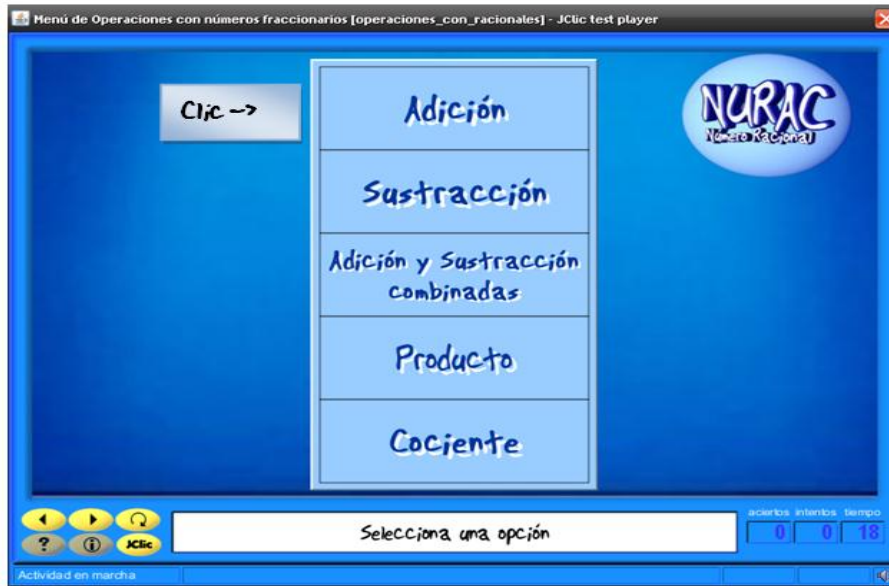 Menú de Operaciones con números fraccionarios [operaciones_con_racionales] - JClic test player
Clic ->
Adición
Sustracción
Adición y Sustracción
combinadas
Producto
Cociente
NURAC
Número Racional
? i JClic
Selecciona una opción
aciertos intentos tiempo
0 0 18
Actividad en marcha